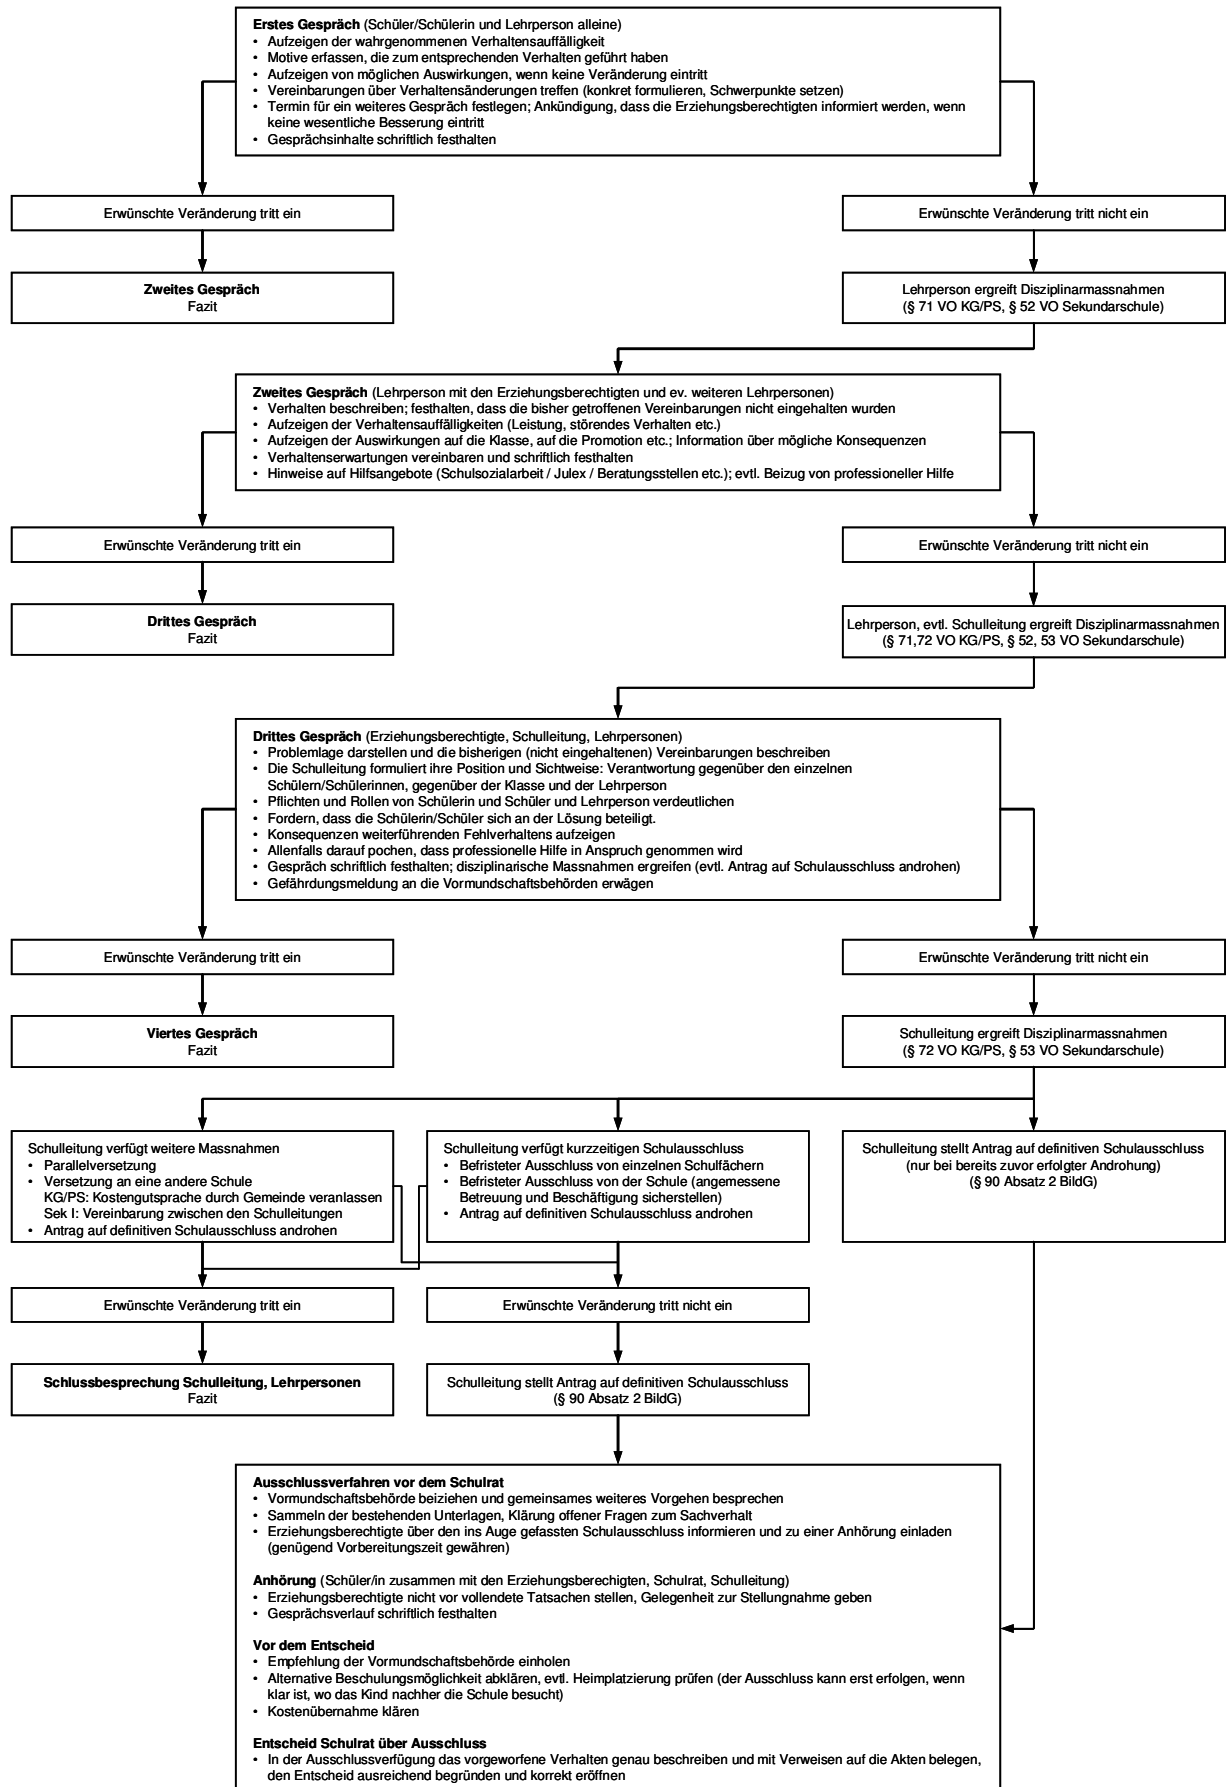 Erstes Gespräch (Schüler/Schülerin und Lehrperson alleine)
• Aufzeigen der wahrgenommenen Verhaltensauffälligkeit
• Motive erfassen, die zum entsprechenden Verhalten geführt haben
• Aufzeigen von möglichen Auswirkungen, wenn keine Veränderung eintritt
• Vereinbarungen über Verhaltensänderungen treffen (konkret formulieren, Schwerpunkte setzen)
• Termin für ein weiteres Gespräch festlegen; Ankündigung, dass die Erziehungsberechtigten informiert werden, wenn
keine wesentliche Besserung eintritt
• Gesprächsinhalte schriftlich festhalten
Erwünschte Veränderung tritt ein
Erwünschte Veränderung tritt nicht ein
Zweites Gespräch
Fazit
Lehrperson ergreift Disziplinarmassnahmen
(§ 71 VO KG/PS, § 52 VO Sekundarschule)
Zweites Gespräch (Lehrperson mit den Erziehungsberechtigten und ev. weiteren Lehrpersonen)
• Verhalten beschreiben; festhalten, dass die bisher getroffenen Vereinbarungen nicht eingehalten wurden
• Aufzeigen der Verhaltensauffälligkeiten (Leistung, störendes Verhalten etc.)
• Aufzeigen der Auswirkungen auf die Klasse, auf die Promotion etc.; Information über mögliche Konsequenzen
• Verhaltenserwartungen vereinbaren und schriftlich festhalten
• Hinweise auf Hilfsangebote (Schulsozialarbeit / Julex / Beratungsstellen etc.); evtl. Beizug von professioneller Hilfe
Erwünschte Veränderung tritt ein
Erwünschte Veränderung tritt nicht ein
Drittes Gespräch
Fazit
Lehrperson, evtl. Schulleitung ergreift Disziplinarmassnahmen
(§ 71,72 VO KG/PS, § 52, 53 VO Sekundarschule)
Drittes Gespräch (Erziehungsberechtigte, Schulleitung, Lehrpersonen)
• Problemlage darstellen und die bisherigen (nicht eingehaltenen) Vereinbarungen beschreiben
• Die Schulleitung formuliert ihre Position und Sichtweise: Verantwortung gegenüber den einzelnen
Schülern/Schülerinnen, gegenüber der Klasse und der Lehrperson
• Pflichten und Rollen von Schülerin und Schüler und Lehrperson verdeutlichen
• Fordern, dass die Schülerin/Schüler sich an der Lösung beteiligt.
• Konsequenzen weiterführenden Fehlverhaltens aufzeigen
• Allenfalls darauf pochen, dass professionelle Hilfe in Anspruch genommen wird
• Gespräch schriftlich festhalten; disziplinarische Massnahmen ergreifen (evtl. Antrag auf Schulausschluss androhen)
• Gefährdungsmeldung an die Vormundschaftsbehörden erwägen
Erwünschte Veränderung tritt ein
Erwünschte Veränderung tritt nicht ein
Viertes Gespräch
Fazit
Schulleitung ergreift Disziplinarmassnahmen
(§ 72 VO KG/PS, § 53 VO Sekundarschule)
Schulleitung verfügt weitere Massnahmen
• Parallelversetzung
• Versetzung an eine andere Schule
KG/PS: Kostengutsprache durch Gemeinde veranlassen
Sek I: Vereinbarung zwischen den Schulleitungen
• Antrag auf definitiven Schulausschluss androhen
Schulleitung verfügt kurzzeitigen Schulausschluss
• Befristeter Ausschluss von einzelnen Schulfächern
• Befristeter Ausschluss von der Schule (angemessene
Betreuung und Beschäftigung sicherstellen)
• Antrag auf definitiven Schulausschluss androhen
Schulleitung stellt Antrag auf definitiven Schulausschluss
(nur bei bereits zuvor erfolgter Androhung)
(§ 90 Absatz 2 BildG)
Erwünschte Veränderung tritt ein
Erwünschte Veränderung tritt nicht ein
Schlussbesprechung Schulleitung, Lehrpersonen
Fazit
Schulleitung stellt Antrag auf definitiven Schulausschluss
(§ 90 Absatz 2 BildG)
Ausschlussverfahren vor dem Schulrat
• Vormundschaftsbehörde beiziehen und gemeinsames weiteres Vorgehen besprechen
• Sammeln der bestehenden Unterlagen, Klärung offener Fragen zum Sachverhalt
• Erziehungsberechtigte über den ins Auge gefassten Schulausschluss informieren und zu einer Anhörung einladen
(genügend Vorbereitungszeit gewähren)
Anhörung (Schüler/in zusammen mit den Erziehungsberechigten, Schulrat, Schulleitung)
• Erziehungsberechtigte nicht vor vollendete Tatsachen stellen, Gelegenheit zur Stellungnahme geben
• Gesprächsverlauf schriftlich festhalten
Vor dem Entscheid
• Empfehlung der Vormundschaftsbehörde einholen
• Alternative Beschulungsmöglichkeit abklären, evtl. Heimplatzierung prüfen (der Ausschluss kann erst erfolgen, wenn
klar ist, wo das Kind nachher die Schule besucht)
• Kostenübernahme klären
Entscheid Schulrat über Ausschluss
• In der Ausschlussverfügung das vorgeworfene Verhalten genau beschreiben und mit Verweisen auf die Akten belegen,
den Entscheid ausreichend begründen und korrekt eröffnen